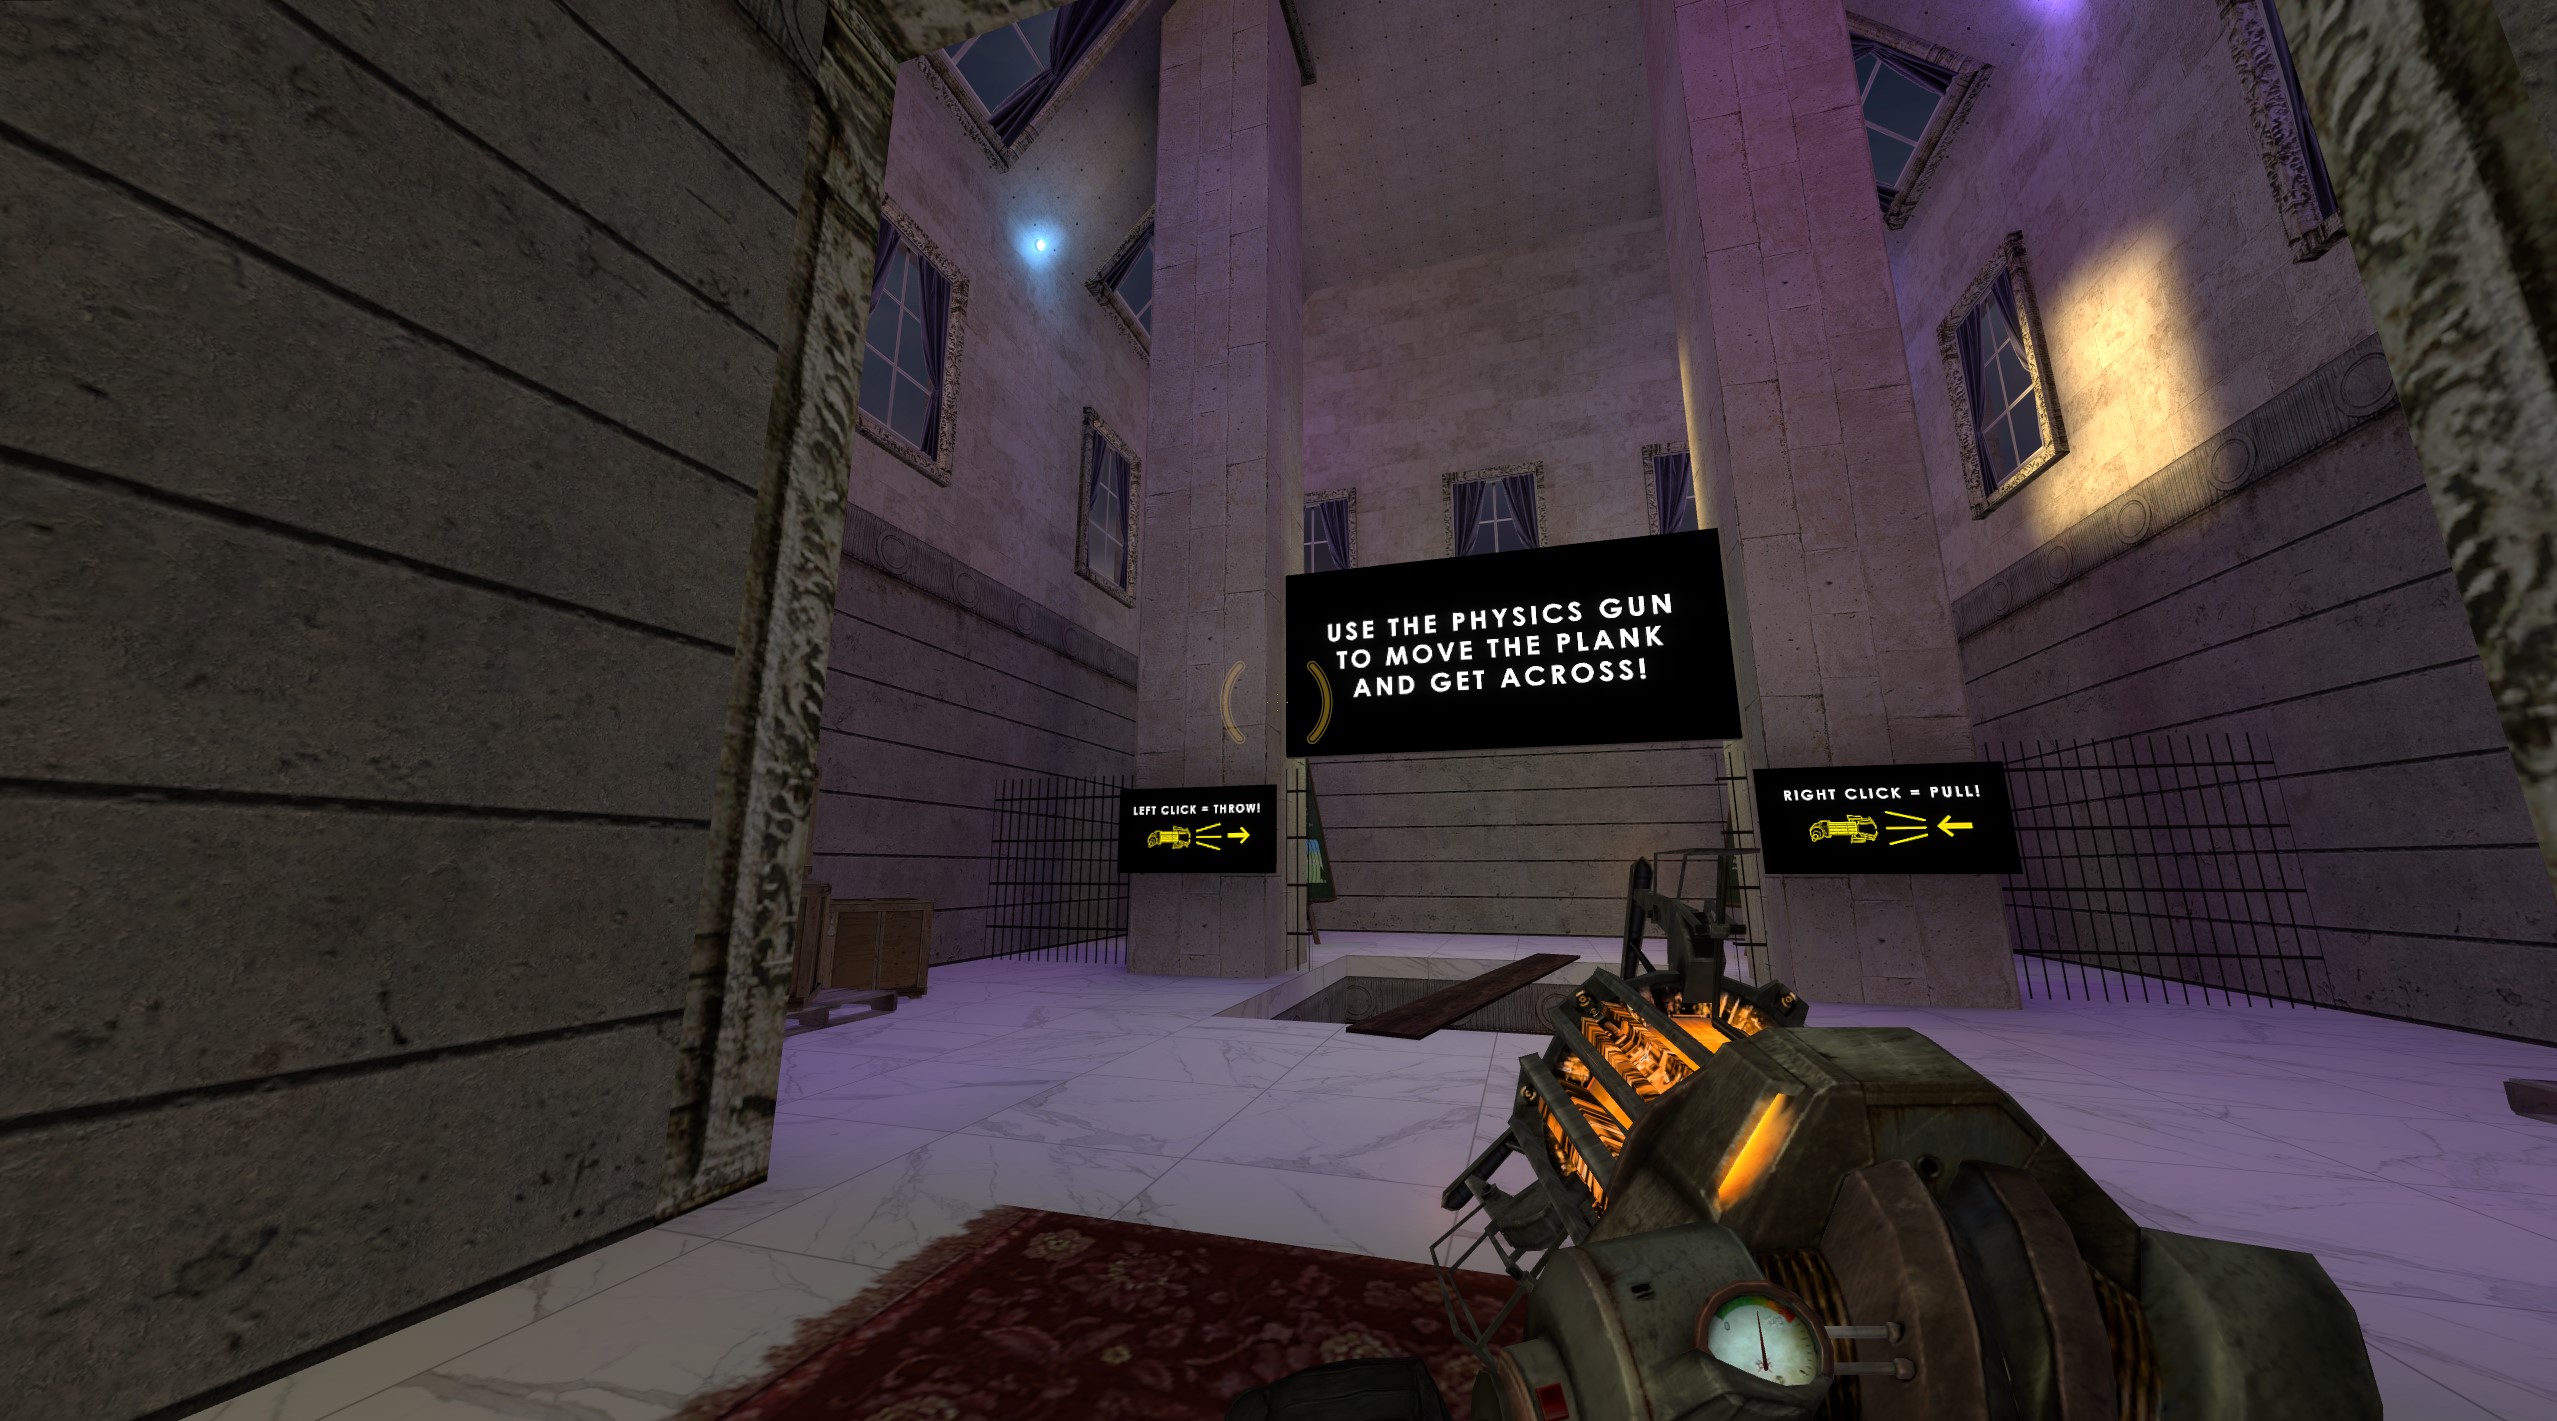 USE THE PHYSICS GUN
TO MOVE THE PLANK
AND GET ACROSS!
LEFT CLICK = THROW!
RIGHT CLICK = PULL!